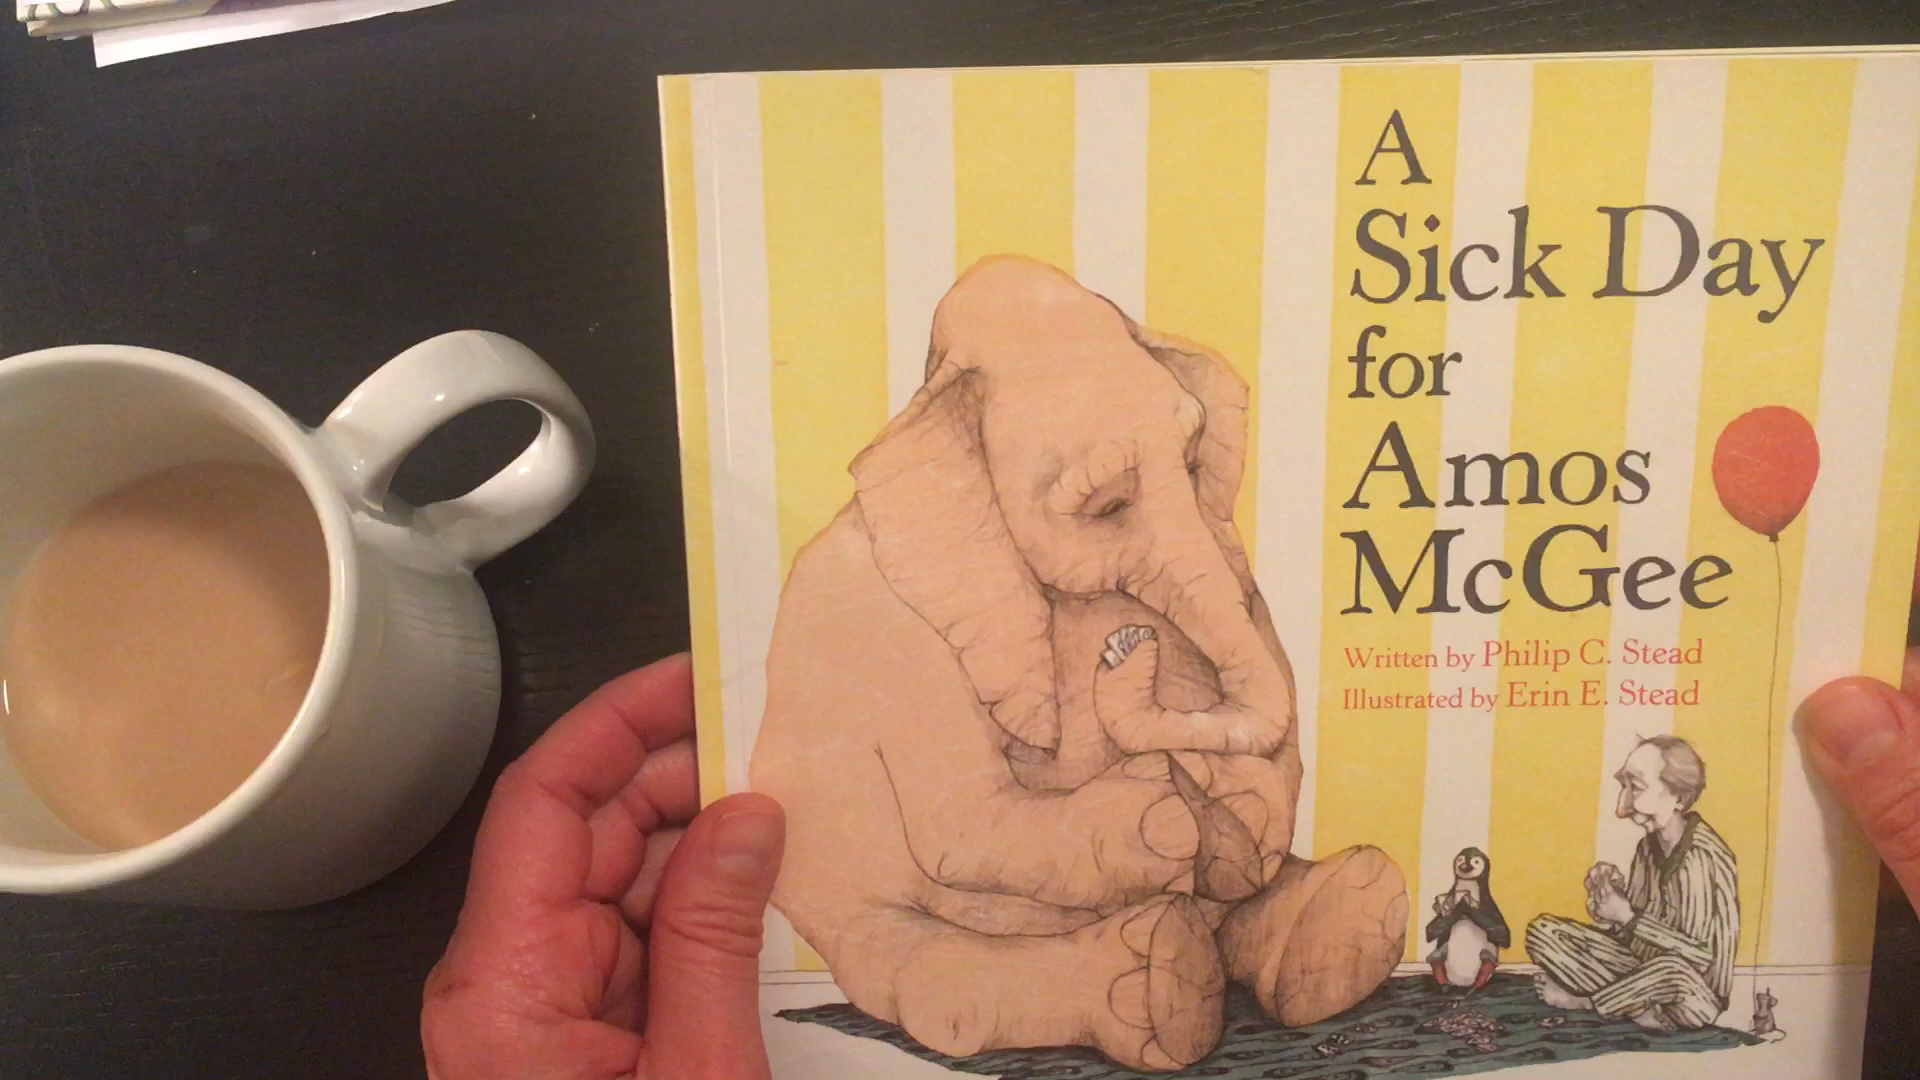 A
Sick Day
for
Amos
McGee
Written by Philip C. Stead
Illustrated by Erin E. Stead